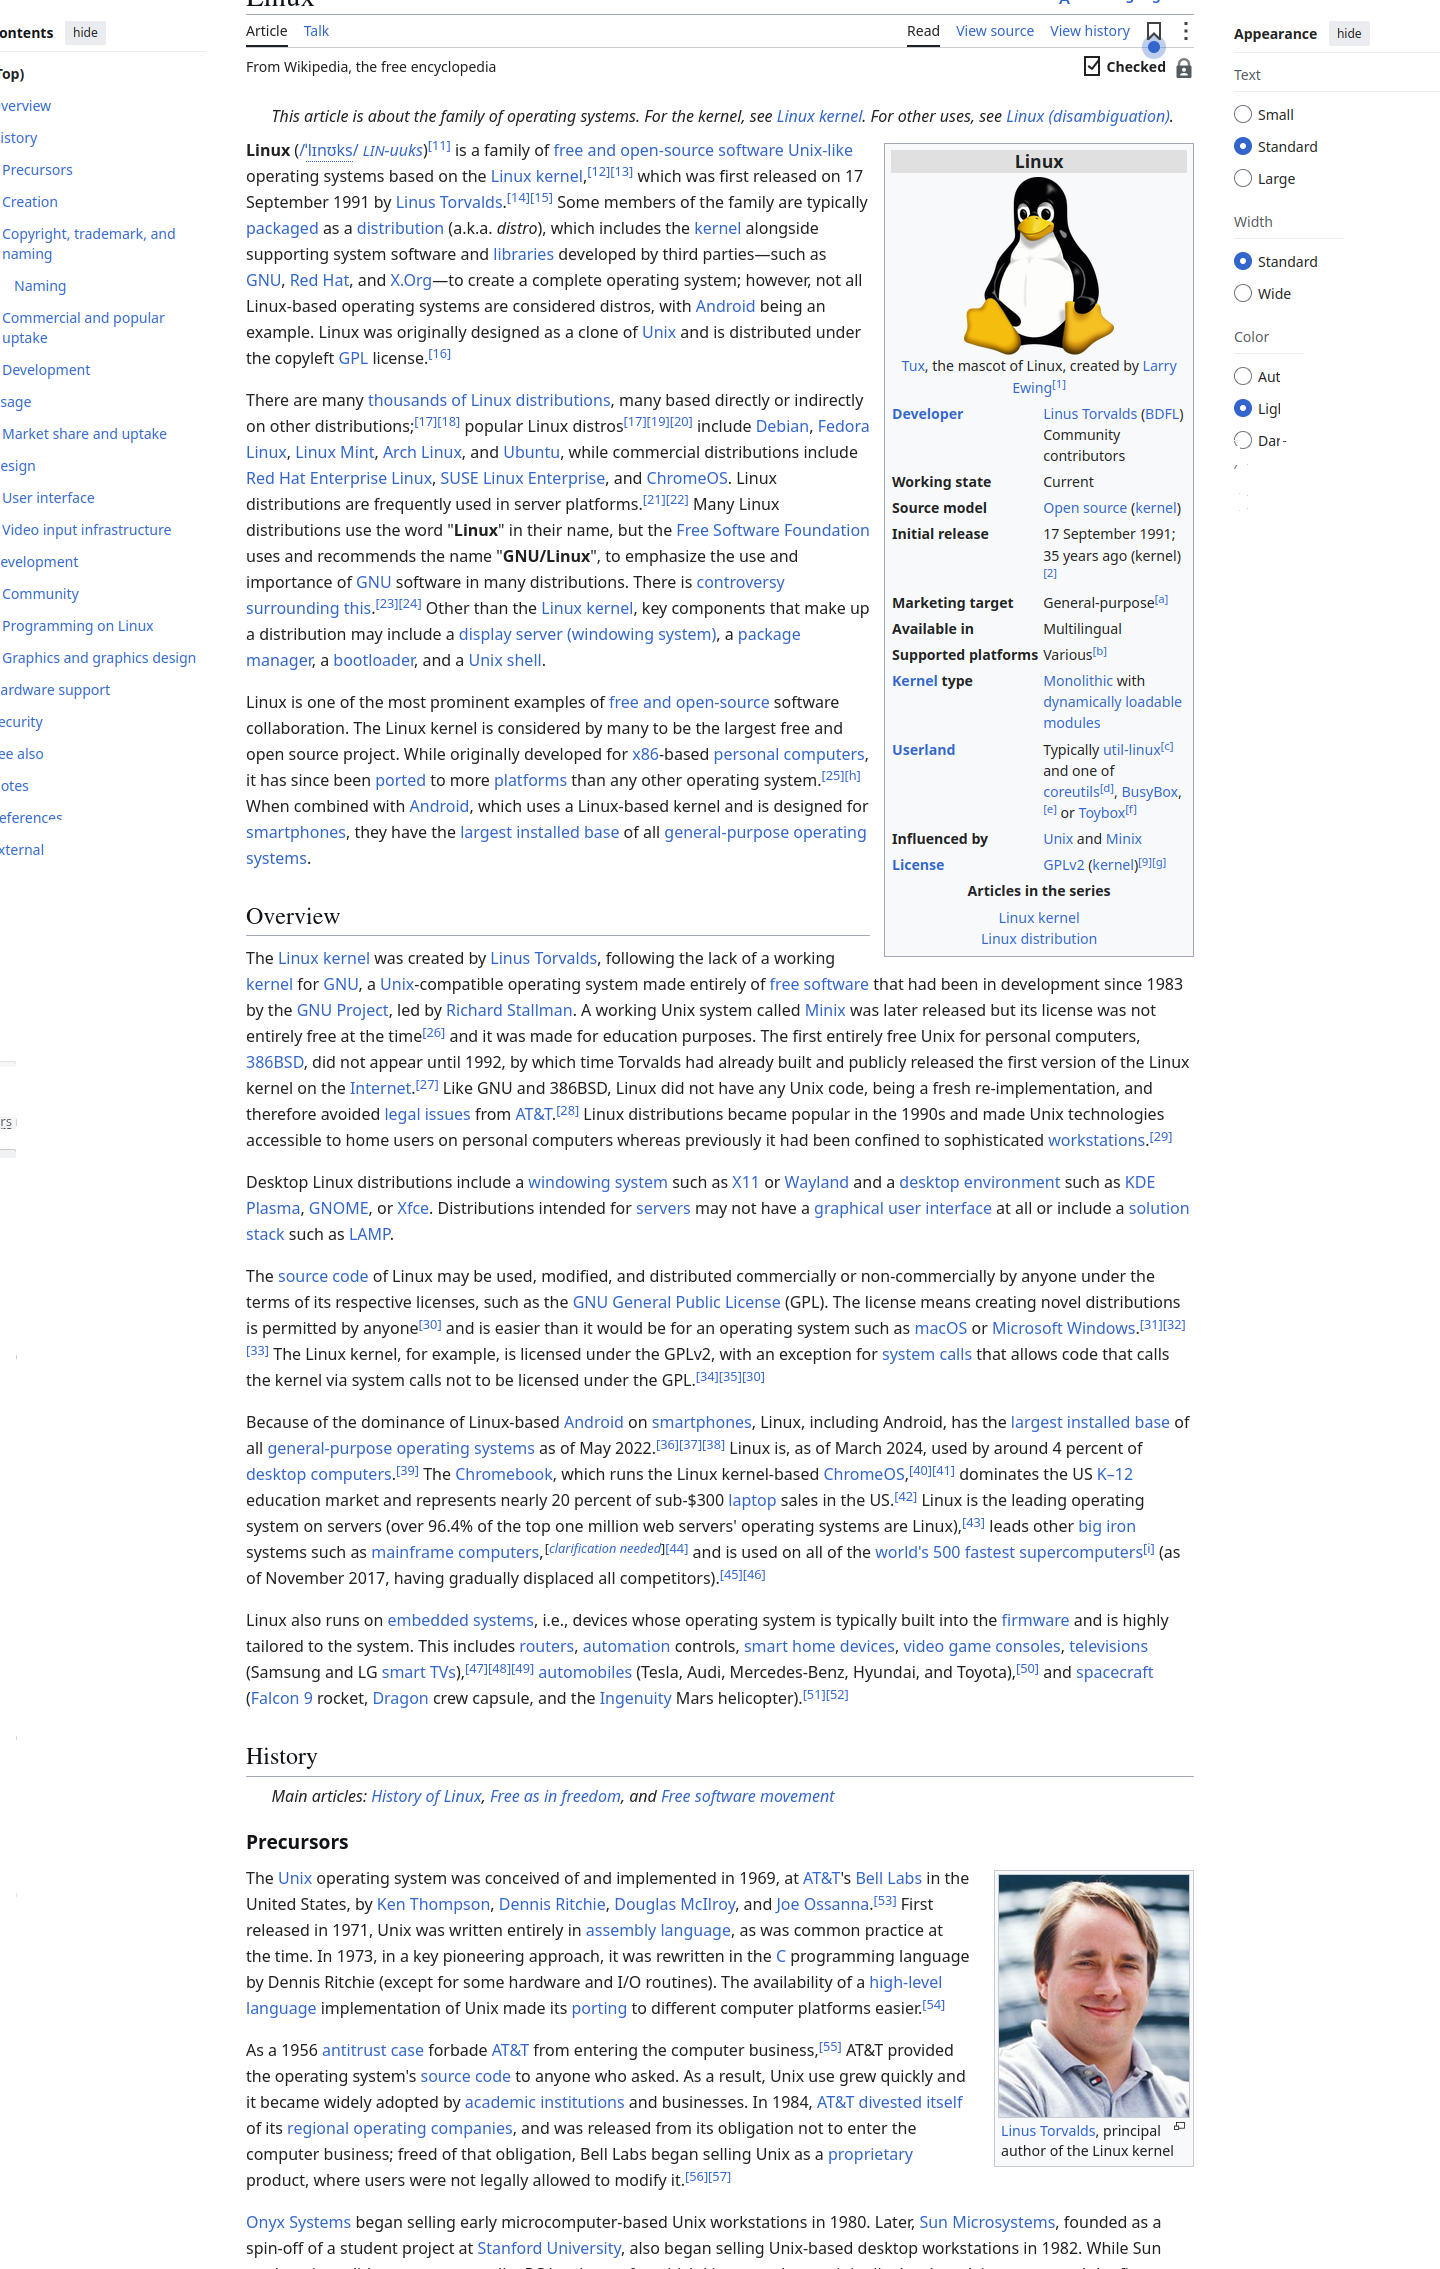 ontents hide
Top)
verview
istory
Precursors
Creation
Copyright, trademark, and
naming
Naming
Commercial and popular
uptake
Development
sage
Market share and uptake
esign
User interface
Video input infrastructure
evelopment
Community
Programming on Linux
Graphics and graphics design
ardware support
ecurity
ee also
otes
eferences
xternal
rs
Linux
Article Talk Read View source View history
From Wikipedia, the free encyclopedia Checked
This article is about the family of operating systems. For the kernel, see Linux kernel. For other uses, see Linux (disambiguation).
Linux (/ˈlɪnʊks/ LIN-uuks)[11] is a family of free and open-source software Unix-like
operating systems based on the Linux kernel,[12][13] which was first released on 17
September 1991 by Linus Torvalds.[14][15] Some members of the family are typically
packaged as a distribution (a.k.a. distro), which includes the kernel alongside
supporting system software and libraries developed by third parties—such as
GNU, Red Hat, and X.Org—to create a complete operating system; however, not all
Linux-based operating systems are considered distros, with Android being an
example. Linux was originally designed as a clone of Unix and is distributed under
the copyleft GPL license.[16]
There are many thousands of Linux distributions, many based directly or indirectly
on other distributions;[17][18] popular Linux distros[17][19][20] include Debian, Fedora
Linux, Linux Mint, Arch Linux, and Ubuntu, while commercial distributions include
Red Hat Enterprise Linux, SUSE Linux Enterprise, and ChromeOS. Linux
distributions are frequently used in server platforms.[21][22] Many Linux
distributions use the word "Linux" in their name, but the Free Software Foundation
uses and recommends the name "GNU/Linux", to emphasize the use and
importance of GNU software in many distributions. There is controversy
surrounding this.[23][24] Other than the Linux kernel, key components that make up
a distribution may include a display server (windowing system), a package
manager, a bootloader, and a Unix shell.
Linux is one of the most prominent examples of free and open-source software
collaboration. The Linux kernel is considered by many to be the largest free and
open source project. While originally developed for x86-based personal computers,
it has since been ported to more platforms than any other operating system.[25][h]
When combined with Android, which uses a Linux-based kernel and is designed for
smartphones, they have the largest installed base of all general-purpose operating
systems.
Linux
Tux, the mascot of Linux, created by Larry
Ewing[1]
Developer Linus Torvalds (BDFL)
Community
contributors
Working state Current
Source model Open source (kernel)
Initial release 17 September 1991;
35 years ago (kernel)
[2]
Marketing target General-purpose[a]
Available in Multilingual
Supported platforms Various[b]
Kernel type Monolithic with
dynamically loadable
modules
Userland Typically util-linux[c]
and one of
coreutils[d], BusyBox,
[e] or Toybox[f]
Influenced by Unix and Minix
License GPLv2 (kernel)[9][g]
Articles in the series
Linux kernel
Linux distribution
Overview
The Linux kernel was created by Linus Torvalds, following the lack of a working
kernel for GNU, a Unix-compatible operating system made entirely of free software that had been in development since 1983
by the GNU Project, led by Richard Stallman. A working Unix system called Minix was later released but its license was not
entirely free at the time[26] and it was made for education purposes. The first entirely free Unix for personal computers,
386BSD, did not appear until 1992, by which time Torvalds had already built and publicly released the first version of the Linux
kernel on the Internet.[27] Like GNU and 386BSD, Linux did not have any Unix code, being a fresh re-implementation, and
therefore avoided legal issues from AT&T.[28] Linux distributions became popular in the 1990s and made Unix technologies
accessible to home users on personal computers whereas previously it had been confined to sophisticated workstations.[29]
Desktop Linux distributions include a windowing system such as X11 or Wayland and a desktop environment such as KDE
Plasma, GNOME, or Xfce. Distributions intended for servers may not have a graphical user interface at all or include a solution
stack such as LAMP.
The source code of Linux may be used, modified, and distributed commercially or non-commercially by anyone under the
terms of its respective licenses, such as the GNU General Public License (GPL). The license means creating novel distributions
is permitted by anyone[30] and is easier than it would be for an operating system such as macOS or Microsoft Windows.[31][32]
[33] The Linux kernel, for example, is licensed under the GPLv2, with an exception for system calls that allows code that calls
the kernel via system calls not to be licensed under the GPL.[34][35][30]
Because of the dominance of Linux-based Android on smartphones, Linux, including Android, has the largest installed base of
all general-purpose operating systems as of May 2022.[36][37][38] Linux is, as of March 2024, used by around 4 percent of
desktop computers.[39] The Chromebook, which runs the Linux kernel-based ChromeOS,[40][41] dominates the US K–12
education market and represents nearly 20 percent of sub-$300 laptop sales in the US.[42] Linux is the leading operating
system on servers (over 96.4% of the top one million web servers' operating systems are Linux),[43] leads other big iron
systems such as mainframe computers,[clarification needed][44] and is used on all of the world's 500 fastest supercomputers[i] (as
of November 2017, having gradually displaced all competitors).[45][46]
Linux also runs on embedded systems, i.e., devices whose operating system is typically built into the firmware and is highly
tailored to the system. This includes routers, automation controls, smart home devices, video game consoles, televisions
(Samsung and LG smart TVs),[47][48][49] automobiles (Tesla, Audi, Mercedes-Benz, Hyundai, and Toyota),[50] and spacecraft
(Falcon 9 rocket, Dragon crew capsule, and the Ingenuity Mars helicopter).[51][52]
History
Main articles: History of Linux, Free as in freedom, and Free software movement
Precursors
The Unix operating system was conceived of and implemented in 1969, at AT&T's Bell Labs in the
United States, by Ken Thompson, Dennis Ritchie, Douglas McIlroy, and Joe Ossanna.[53] First
released in 1971, Unix was written entirely in assembly language, as was common practice at
the time. In 1973, in a key pioneering approach, it was rewritten in the C programming language
by Dennis Ritchie (except for some hardware and I/O routines). The availability of a high-level
language implementation of Unix made its porting to different computer platforms easier.[54]
As a 1956 antitrust case forbade AT&T from entering the computer business,[55] AT&T provided
the operating system's source code to anyone who asked. As a result, Unix use grew quickly and
it became widely adopted by academic institutions and businesses. In 1984, AT&T divested itself
of its regional operating companies, and was released from its obligation not to enter the
computer business; freed of that obligation, Bell Labs began selling Unix as a proprietary
product, where users were not legally allowed to modify it.[56][57]
Linus Torvalds, principal
author of the Linux kernel
Onyx Systems began selling early microcomputer-based Unix workstations in 1980. Later, Sun Microsystems, founded as a
spin-off of a student project at Stanford University, also began selling Unix-based desktop workstations in 1982. While Sun
Appearance hide
Text
Small
Standard
Large
Width
Standard
Wide
Color
Aut
Ligl
Dar